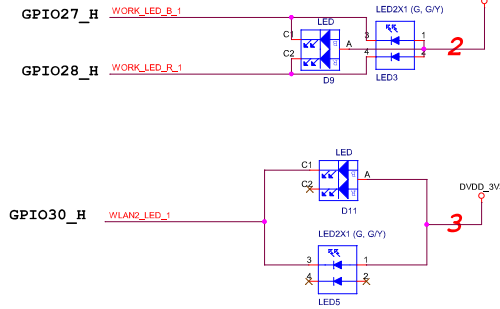 GPIO27_H WORK_LED_R_1 LED LED2X1 (G, G/Y)
C1 3 1
C2 A 4 2 2
GPIO28_H WORK_LED_R_1 D9 LED3
LED
C1 A DVDD_3V
C2
GPIO30_H WLAN2_LED_1 D11 3
LED2X1 (G, G/Y)
3 1
4 2
LED5